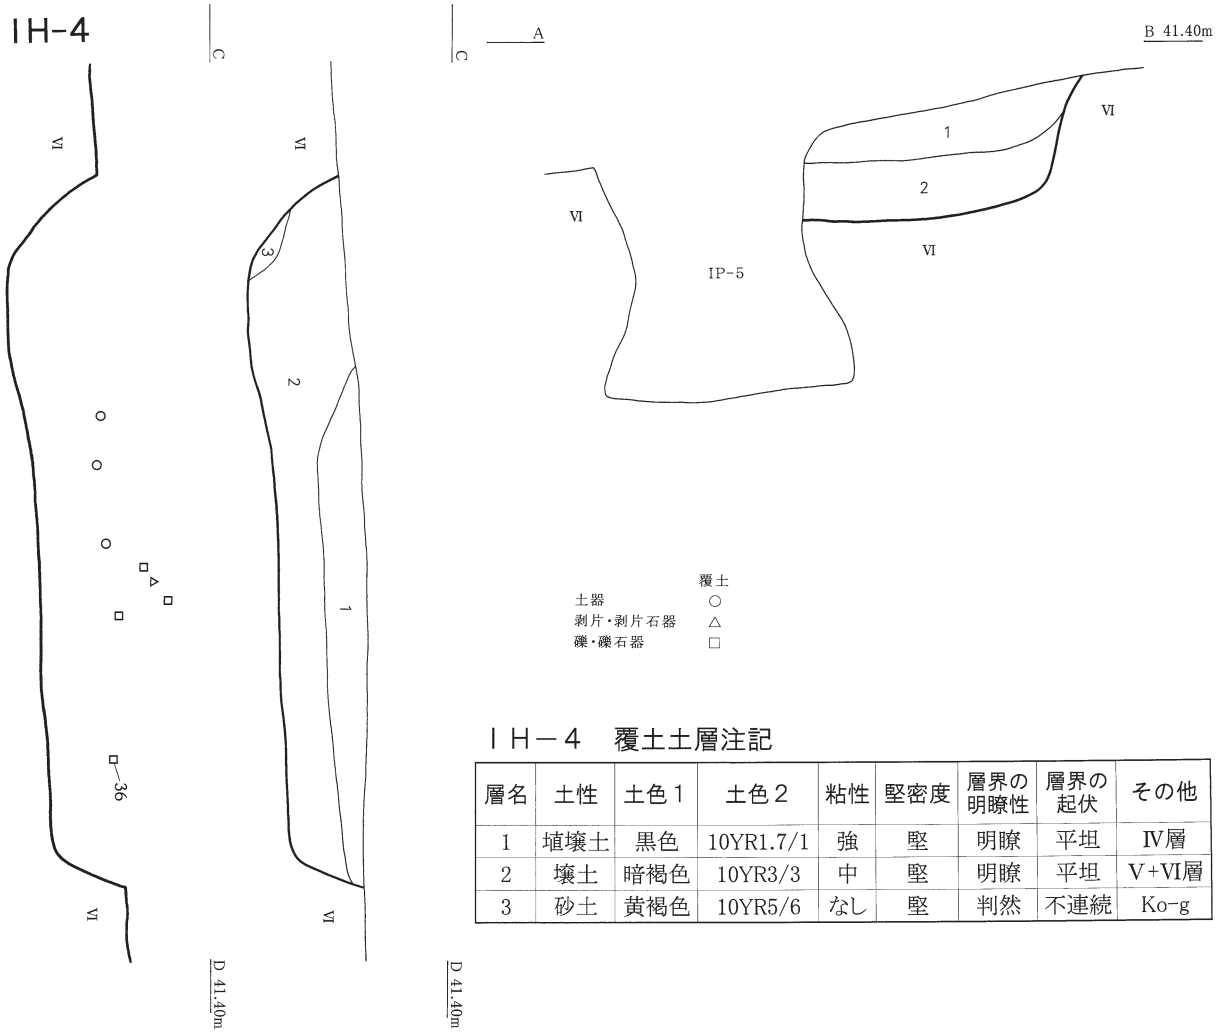 IH-4
C
C
A
B 41.40m
VI
VI
3
2
1
VI
VI
D 41.40m
D 41.40m
36
1
2
VI
VI
VI
IP-5
覆土
土器 ○
剥片・剥片石器 △
礫・礫石器 □
IH-4 覆土土層注記
層名 土性 土色1 土色2 粘性 堅密度 層界の明瞭性 層界の起伏 その他
1 埴壌土 黒色 10YR1.7/1 強 堅 明瞭 平坦 Ⅳ層
2 壌土 暗褐色 10YR3/3 中 堅 明瞭 平坦 Ⅴ+Ⅵ層
3 砂土 黄褐色 10YR5/6 なし 堅 判然 不連続 Ko-g